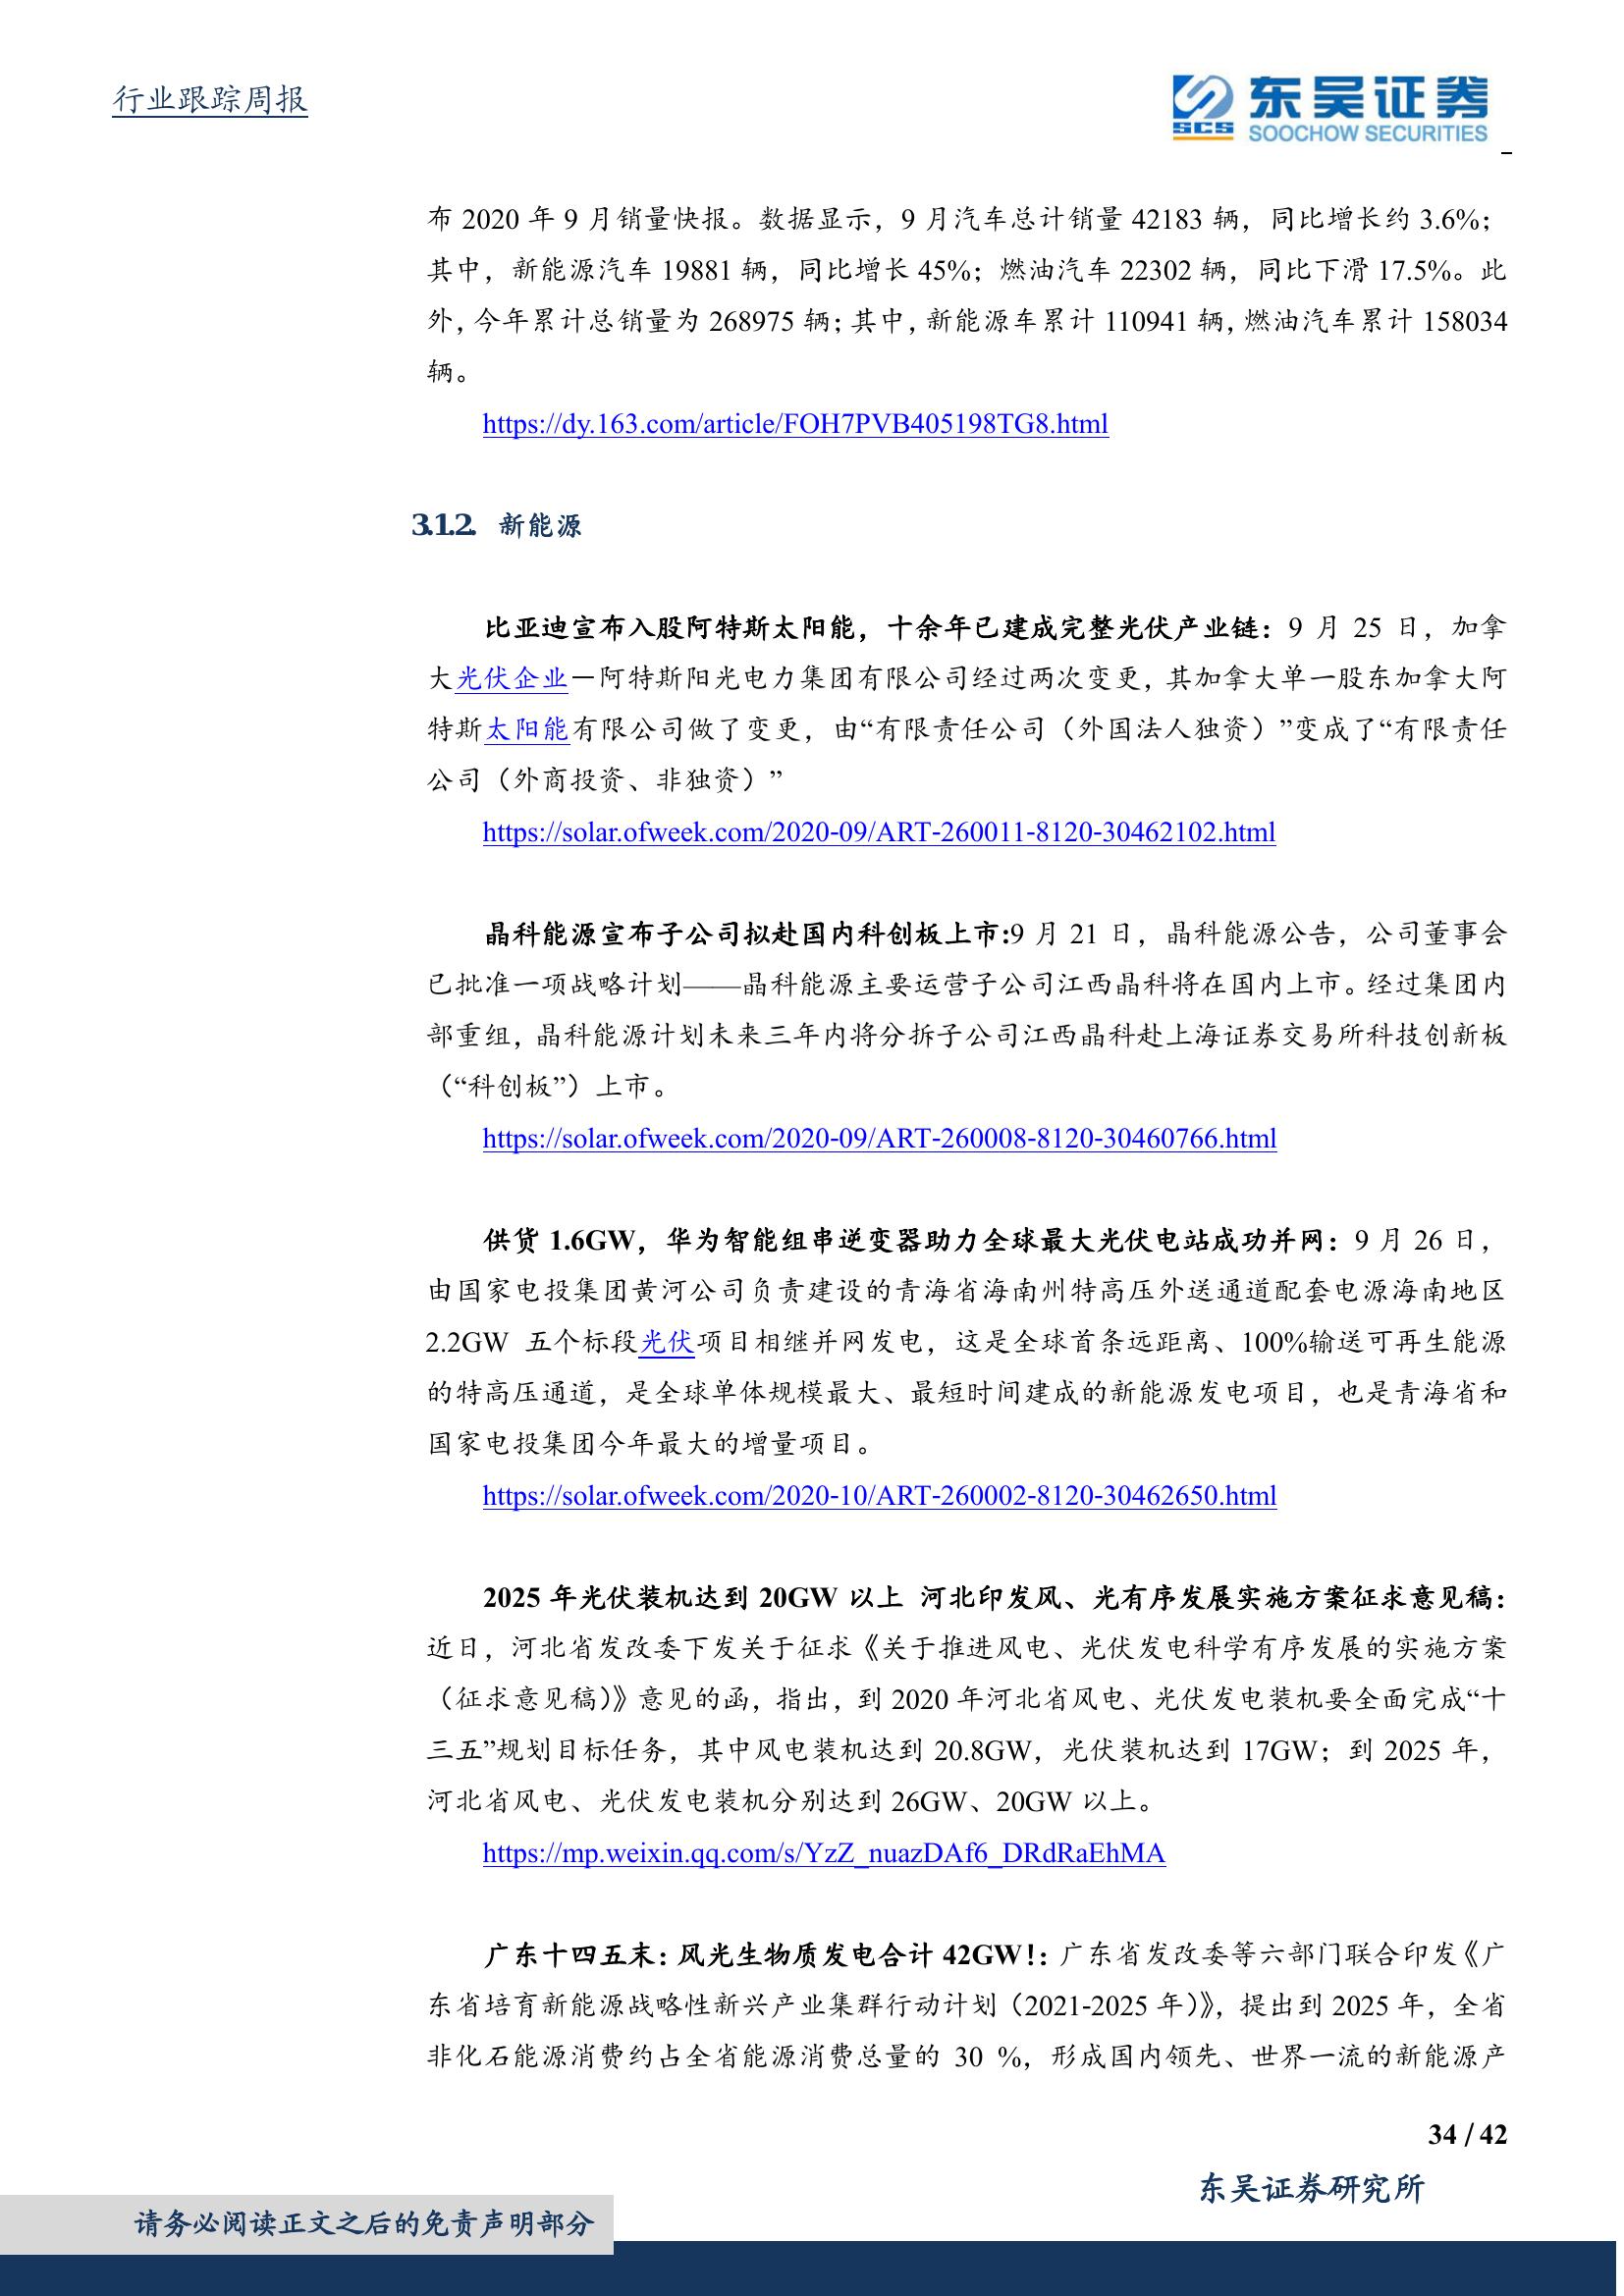 行业跟踪周报
东吴证券
SCS
SOOCHOW SECURITIES
布 2020 年 9 月销量快报。数据显示，9 月汽车总计销量 42183 辆，同比增长约 3.6%；
其中，新能源汽车 19881 辆，同比增长 45%；燃油汽车 22302 辆，同比下滑 17.5%。此
外，今年累计总销量为 268975 辆；其中，新能源车累计 110941 辆，燃油汽车累计 158034
辆。
https://dy.163.com/article/FOH7PVB405198TG8.html
3.1.2. 新能源
比亚迪宣布入股阿特斯太阳能，十余年已建成完整光伏产业链：9 月 25 日，加拿
大光伏企业－阿特斯阳光电力集团有限公司经过两次变更，其加拿大单一股东加拿大阿
特斯太阳能有限公司做了变更，由“有限责任公司（外国法人独资）”变成了“有限责任
公司（外商投资、非独资）”
https://solar.ofweek.com/2020-09/ART-260011-8120-30462102.html
晶科能源宣布子公司拟赴国内科创板上市:9 月 21 日，晶科能源公告，公司董事会
已批准一项战略计划——晶科能源主要运营子公司江西晶科将在国内上市。经过集团内
部重组，晶科能源计划未来三年内将分拆子公司江西晶科赴上海证券交易所科技创新板
（“科创板”）上市。
https://solar.ofweek.com/2020-09/ART-260008-8120-30460766.html
供货 1.6GW，华为智能组串逆变器助力全球最大光伏电站成功并网：9 月 26 日，
由国家电投集团黄河公司负责建设的青海省海南州特高压外送通道配套电源海南地区
2.2GW 五个标段光伏项目相继并网发电，这是全球首条远距离、100%输送可再生能源
的特高压通道，是全球单体规模最大、最短时间建成的新能源发电项目，也是青海省和
国家电投集团今年最大的增量项目。
https://solar.ofweek.com/2020-10/ART-260002-8120-30462650.html
2025 年光伏装机达到 20GW 以上 河北印发风、光有序发展实施方案征求意见稿：
近日，河北省发改委下发关于征求《关于推进风电、光伏发电科学有序发展的实施方案
（征求意见稿）》意见的函，指出，到 2020 年河北省风电、光伏发电装机要全面完成“十
三五”规划目标任务，其中风电装机达到 20.8GW，光伏装机达到 17GW；到 2025 年，
河北省风电、光伏发电装机分别达到 26GW、20GW 以上。
https://mp.weixin.qq.com/s/YzZ_nuazDAf6_DRdRaEhMA
广东十四五末：风光生物质发电合计 42GW！：广东省发改委等六部门联合印发《广
东省培育新能源战略性新兴产业集群行动计划（2021-2025 年）》，提出到 2025 年，全省
非化石能源消费约占全省能源消费总量的 30 %，形成国内领先、世界一流的新能源产
34 / 42
东吴证券研究所
请务必阅读正文之后的免责声明部分